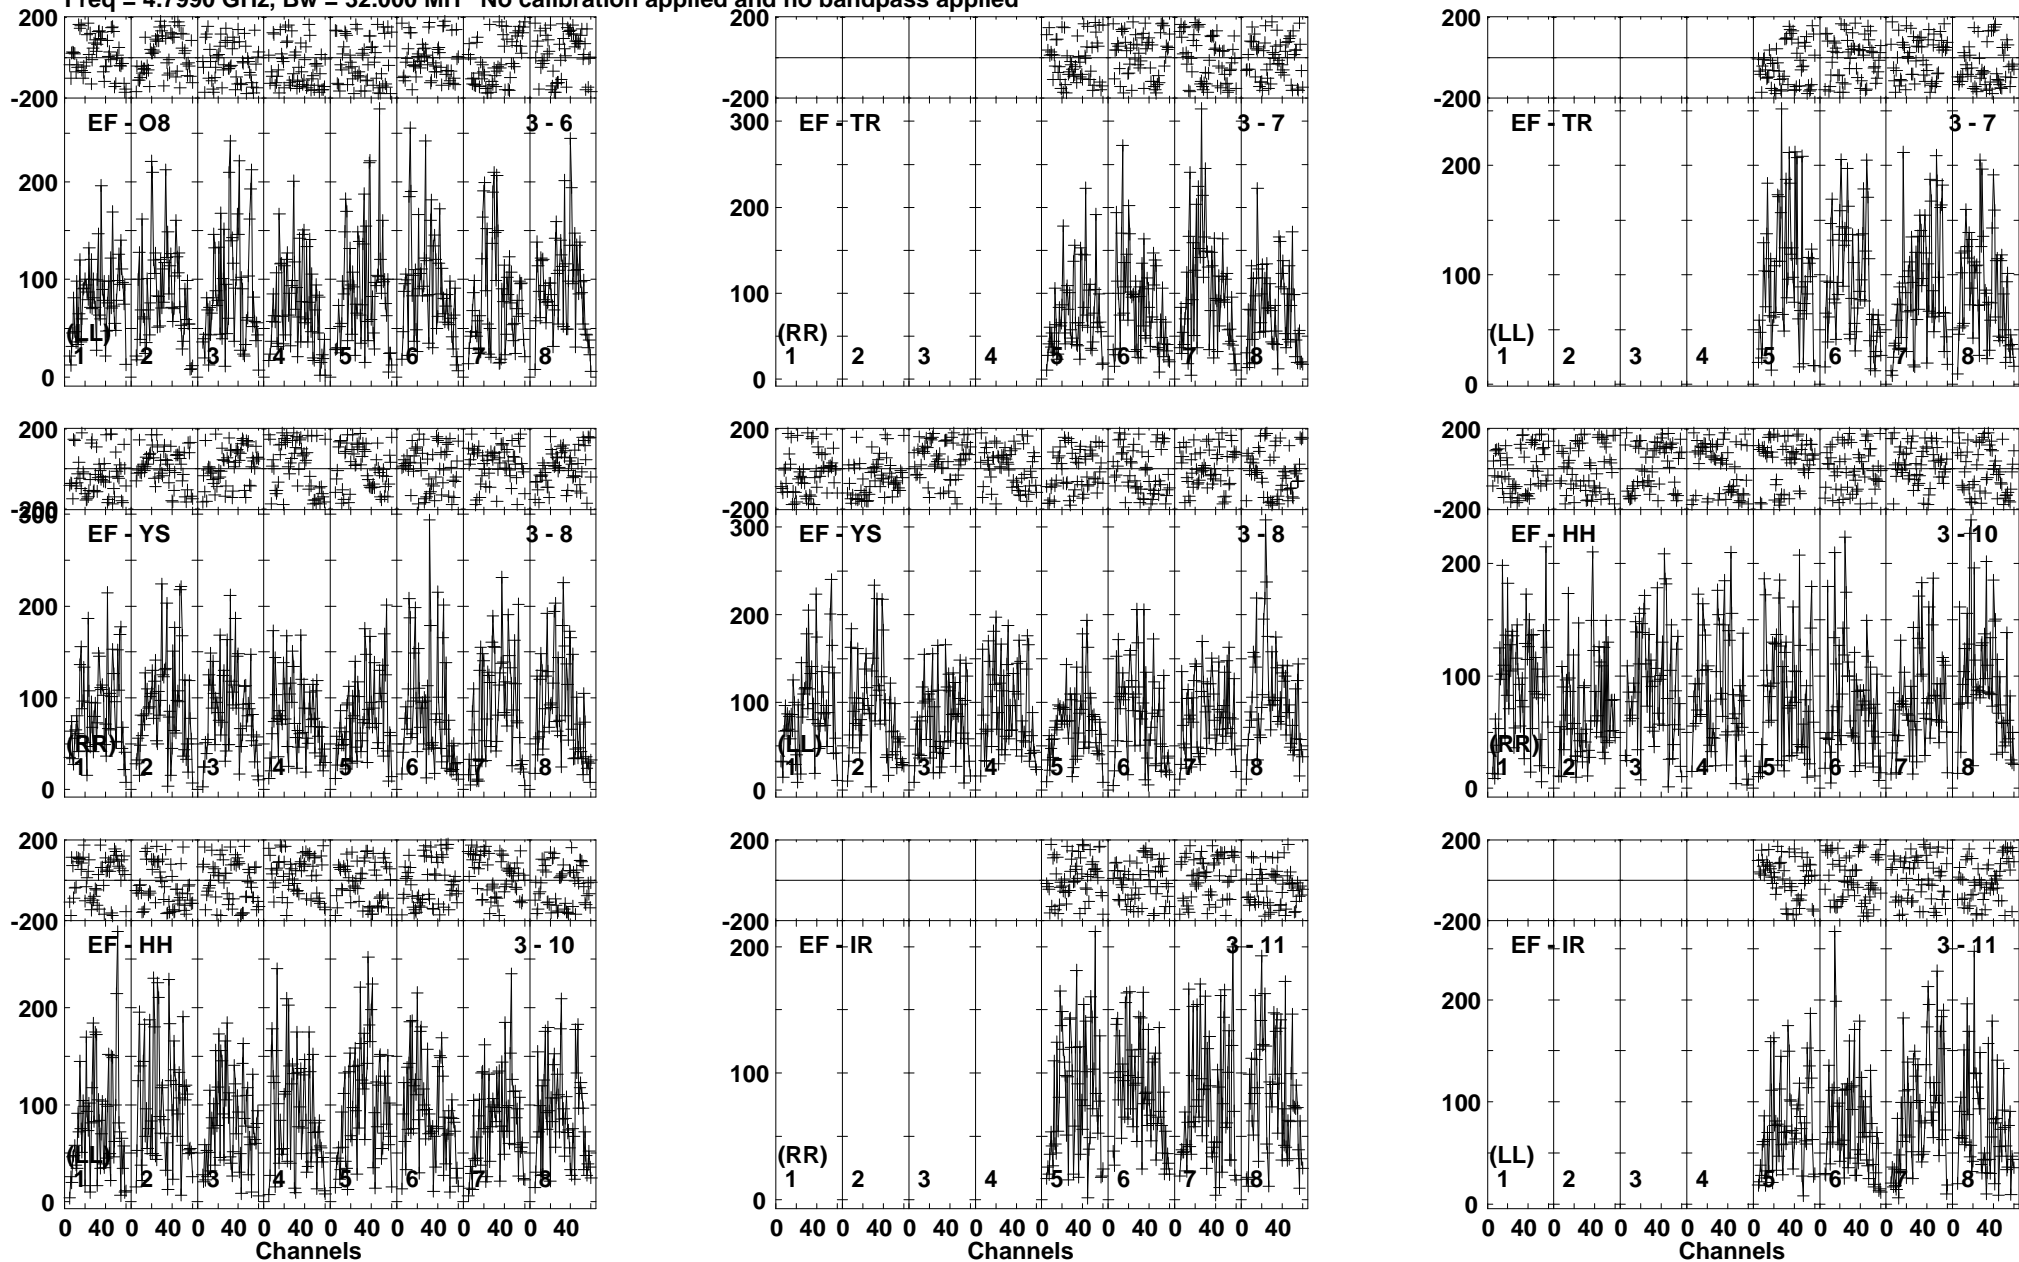 Freq = 4.7990 GHz, Bw = 32.000 MH No calibration applied and no bandpass applied
200 200 200
-200 -200 -200
EF - O8 3 - 6 EF - TR 3 - 7 EF - TR 3 - 7
300
200 200 200
100 100 100
(LL) (RR) (LL)
1 2 3 4 5 6 7 8 1 2 3 4 5 6 7 8 1 2 3 4 5 6 7 8
0 0 0
200 200 200
-200 -200 -200
300 300
EF - YS 3 - 8 EF - YS 3 - 8 EF - HH 3 - 10
200 200 200
100 100 100
(RR) (LL) (RR)
1 2 3 4 5 6 7 8 1 2 3 4 5 6 7 8 1 2 3 4 5 6 7 8
0 0 0
200 200 200
-200 -200 -200
EF - HH 3 - 10 EF - IR 3 - 11 EF - IR 3 - 11
200 200 200
100 100 100
(LL) (RR) (LL)
1 2 3 4 5 6 7 8 1 2 3 4 5 6 7 8 1 2 3 4 5 6 7 8
0 0 0
0 40 0 40 0 40 0 40 0 40 0 40 0 40 0 40 0 40 0 40 0 40 0 40 0 40 0 40 0 40 0 40 0 40 0 40 0 40 0 40 0 40 0 40 0 40 0 40
Channels Channels Channels